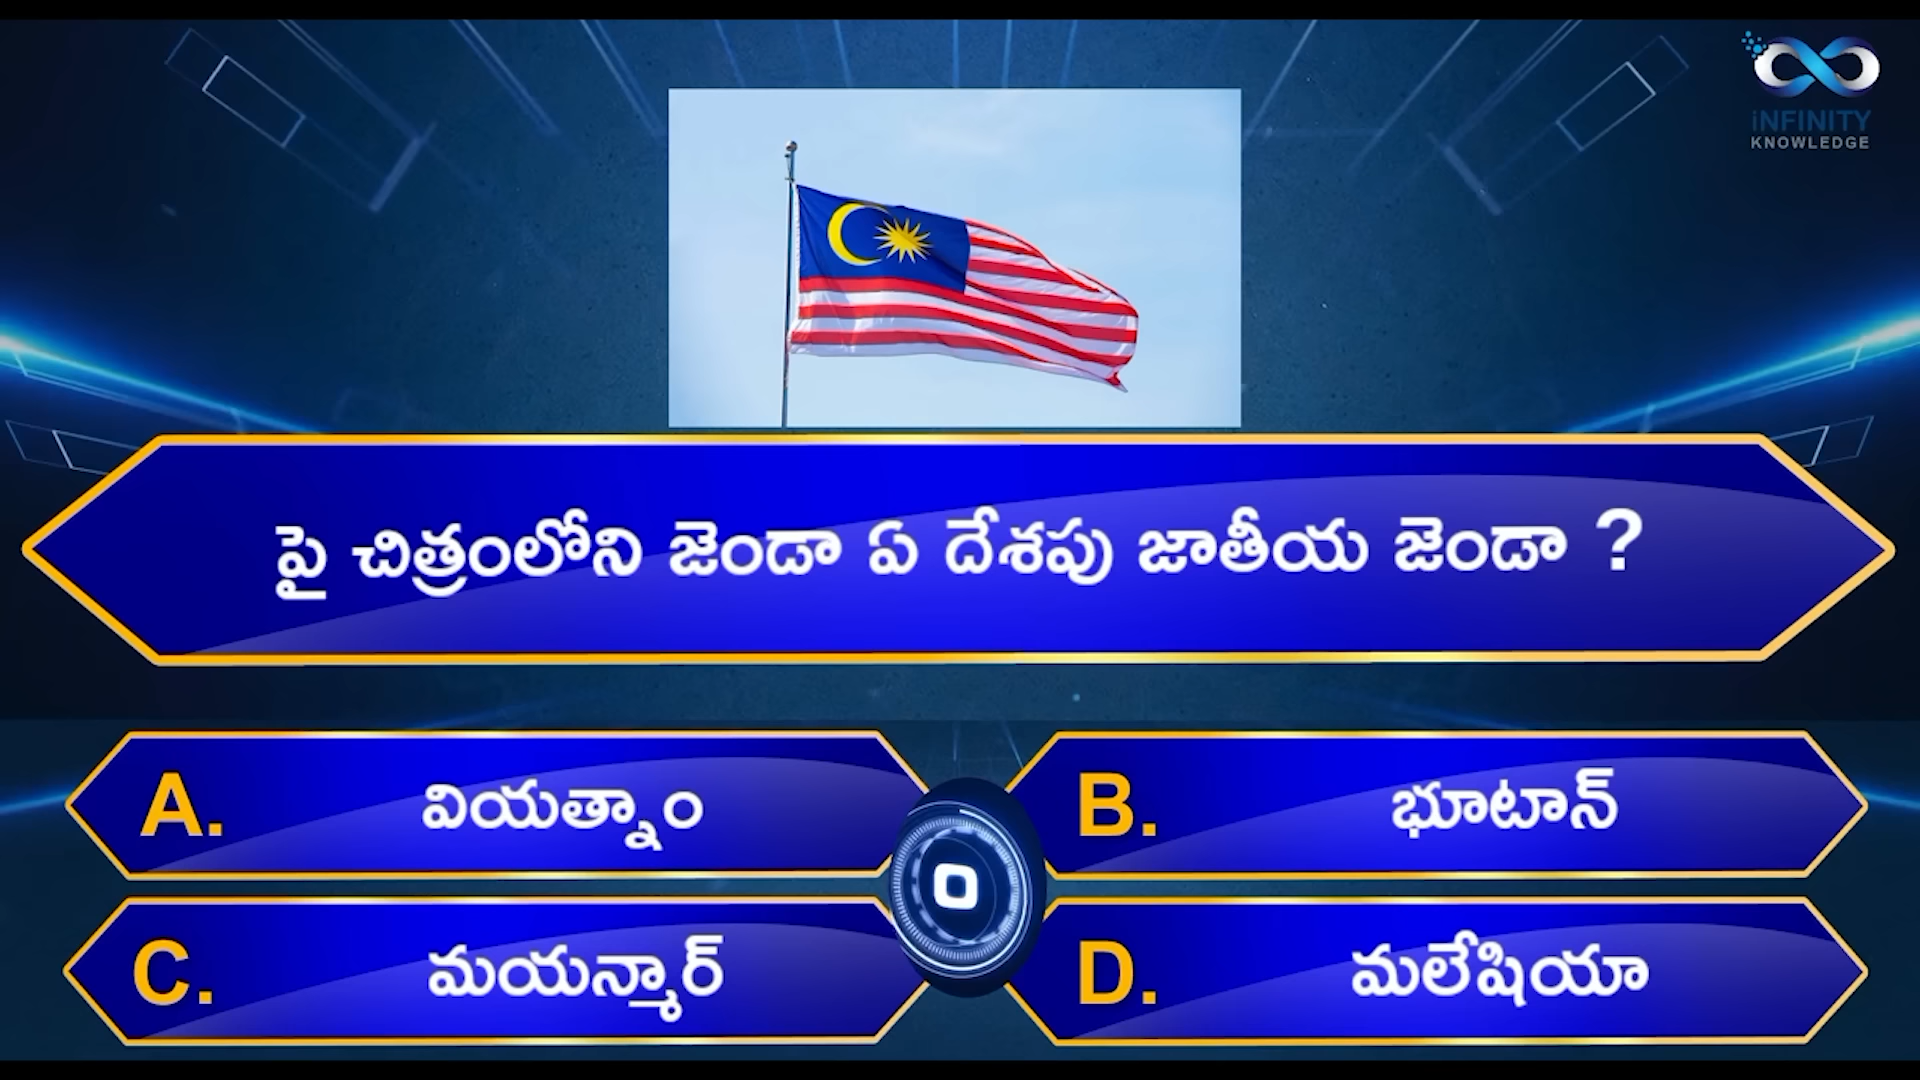 iNFINITY
KNOWLEDGE
పై చిత్రంలోని జెండా ఏ దేశపు జాతీయ జెండా ?
A. వియత్నాం
B. భూటాన్
0
C. మయన్మార్
D. మలేషియా